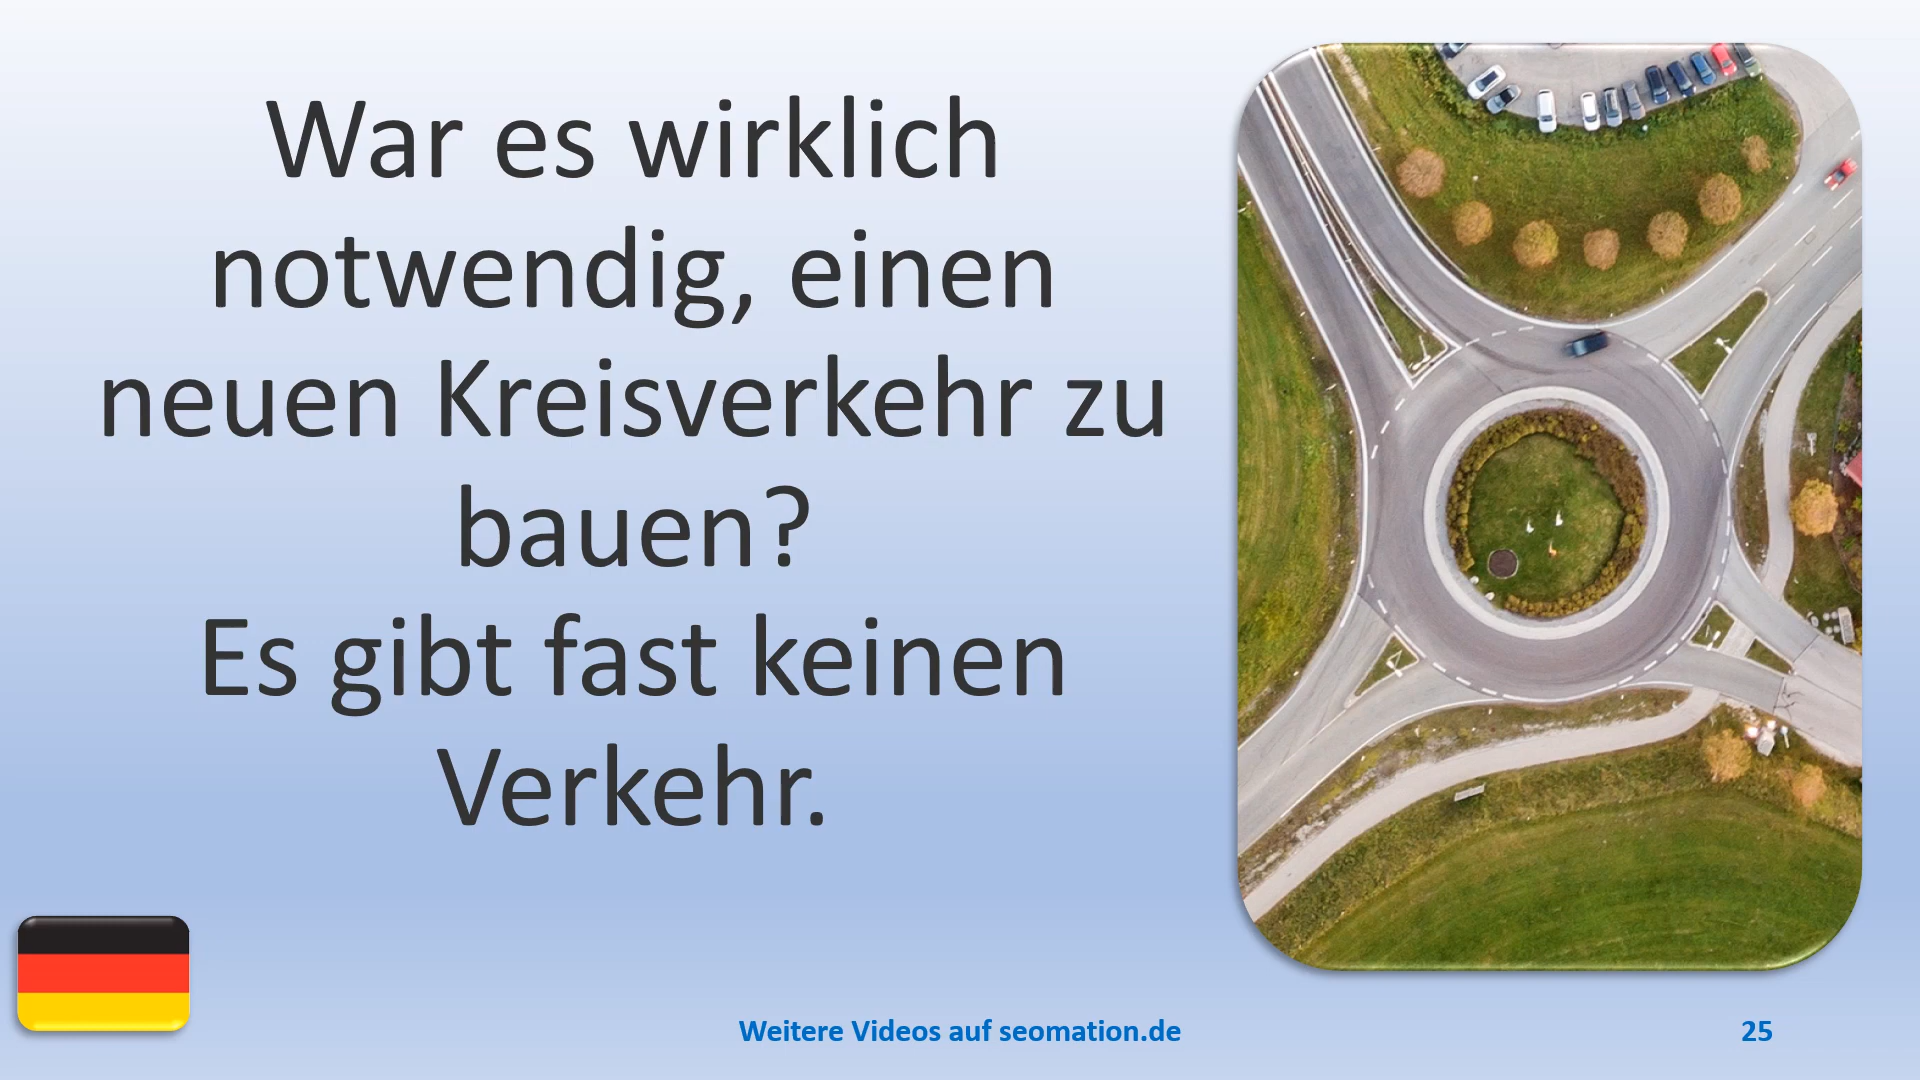 War es wirklich
notwendig, einen
neuen Kreisverkehr zu
bauen?
Es gibt fast keinen
Verkehr.
Weitere Videos auf seomation.de
25